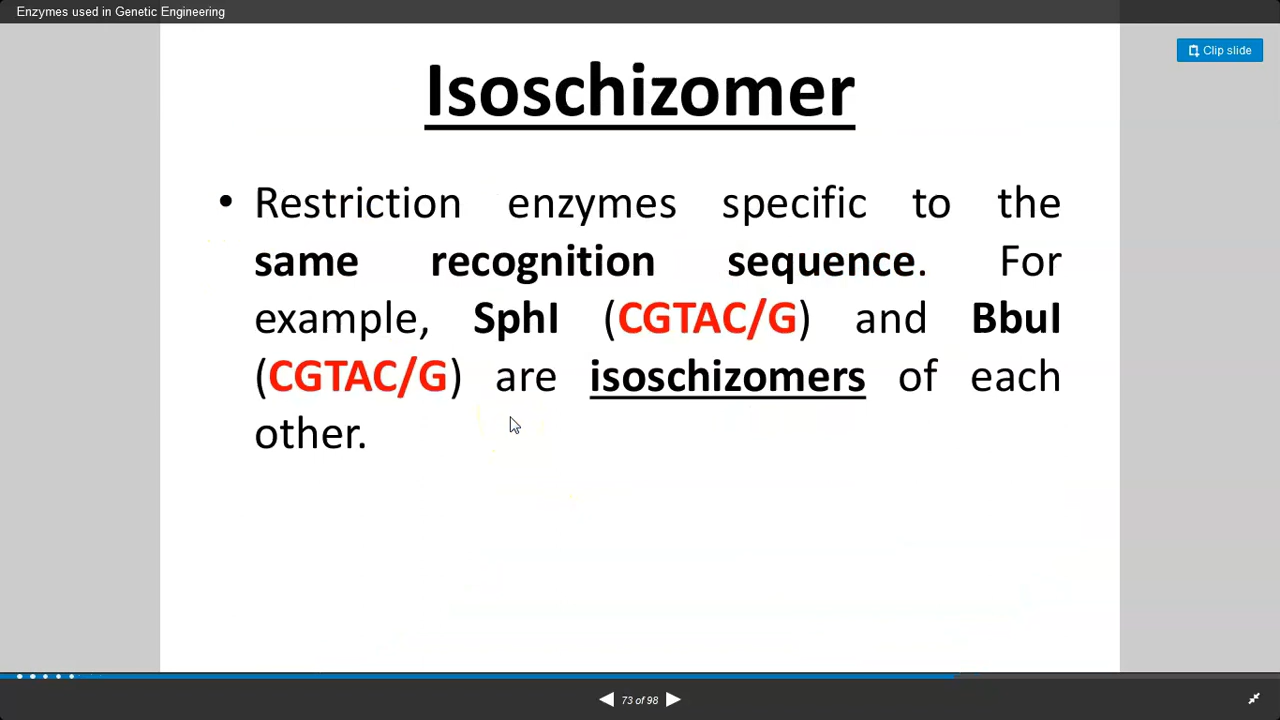 Enzymes used in Genetic Engineering
Clip slide
Isoschizomer
• Restriction enzymes specific to the
same recognition sequence. For
example, SphI (CGTAC/G) and BbuI
(CGTAC/G) are isoschizomers of each
other.
73 of 98